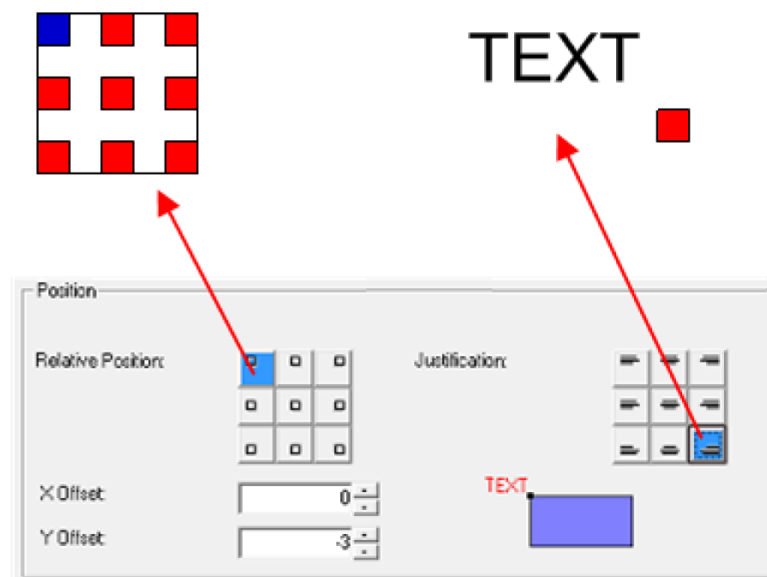 TEXT
Position
Relative Position:
Justification:
X Offset:
0
TEXT
Y Offset:
-3